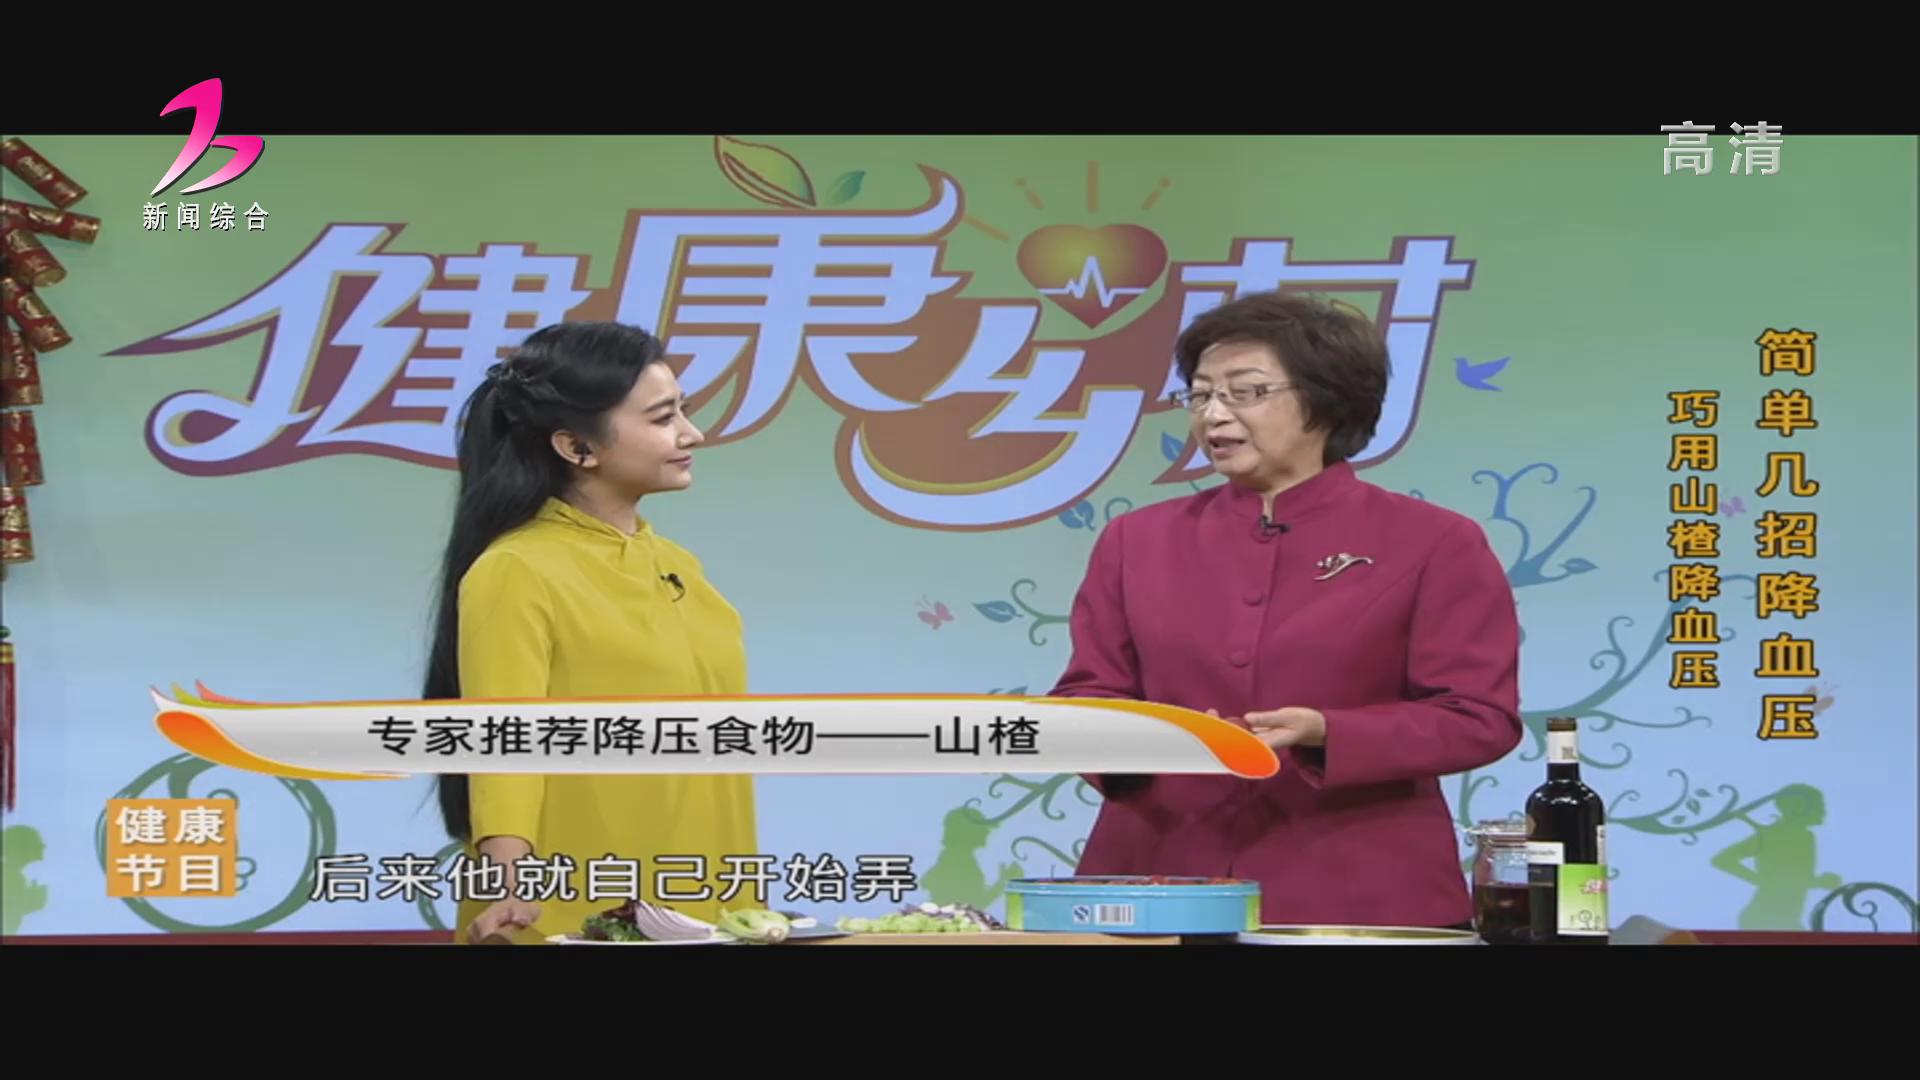 新闻综合
高清
健康乡村
简单几招降血压
巧用山楂降血压
专家推荐降压食物——山楂
健康
节目
后来他就自己开始弄